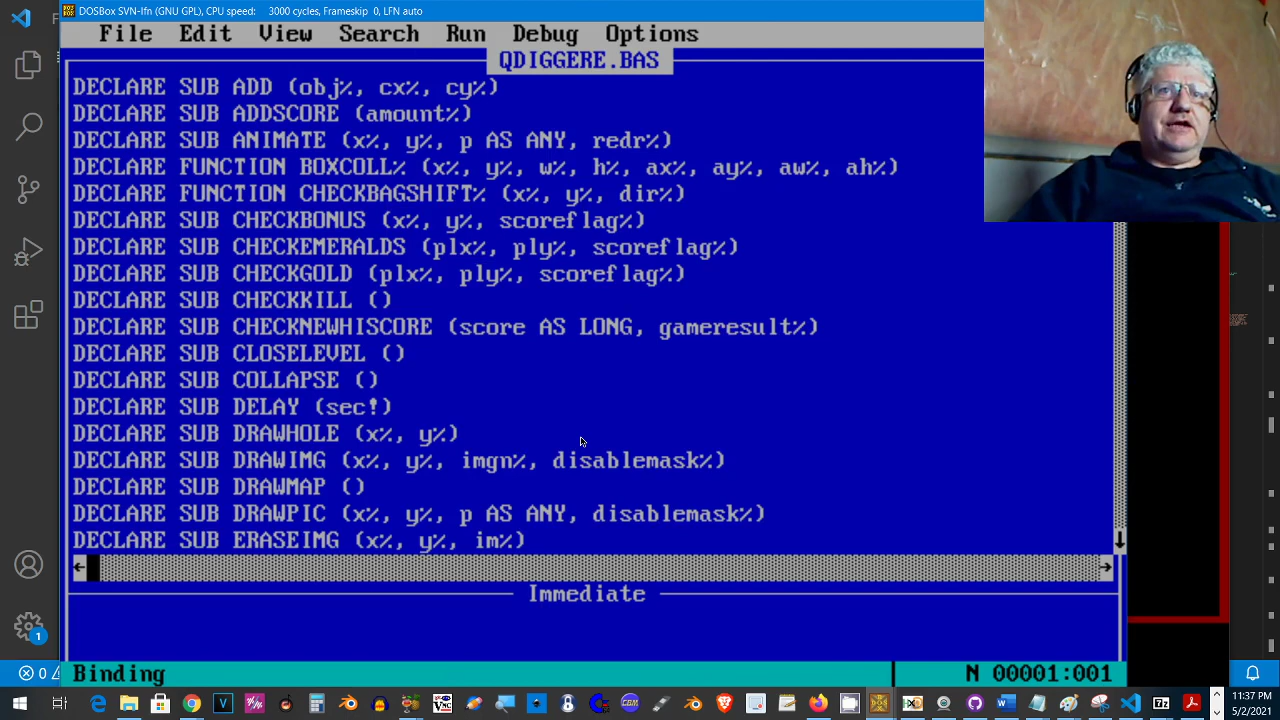 DOSBox SVN-lfn (GNU GPL), CPU speed: 3000 cycles, Frameskip 0, LFN auto
File Edit View Search Run Debug Options
QDIGGERE.BAS
DECLARE SUB ADD (obj%, cx%, cy%)
DECLARE SUB ADDSCORE (amount%)
DECLARE SUB ANIMATE (x%, y%, p AS ANY, redr%)
DECLARE FUNCTION BOXCOLL% (x%, y%, w%, h%, ax%, ay%, aw%, ah%)
DECLARE FUNCTION CHECKBAGSHIFT% (x%, y%, dir%)
DECLARE SUB CHECKBONUS (x%, y%, scoreflag%)
DECLARE SUB CHECKEMERALDS (plx%, ply%, scoreflag%)
DECLARE SUB CHECKGOLD (plx%, ply%, scoreflag%)
DECLARE SUB CHECKKILL ()
DECLARE SUB CHECKNEWHISCORE (score AS LONG, gameresult%)
DECLARE SUB CLOSELEVEL ()
DECLARE SUB COLLAPSE ()
DECLARE SUB DELAY (sec!)
DECLARE SUB DRAWHOLE (x%, y%)
DECLARE SUB DRAWIMG (x%, y%, imgn%, disablemask%)
DECLARE SUB DRAWMAP ()
DECLARE SUB DRAWPIC (x%, y%, p AS ANY, disablemask%)
DECLARE SUB ERASEIMG (x%, y%, im%)
Immediate
Binding N 00001:001
1
0
11:37 PM
5/2/2021